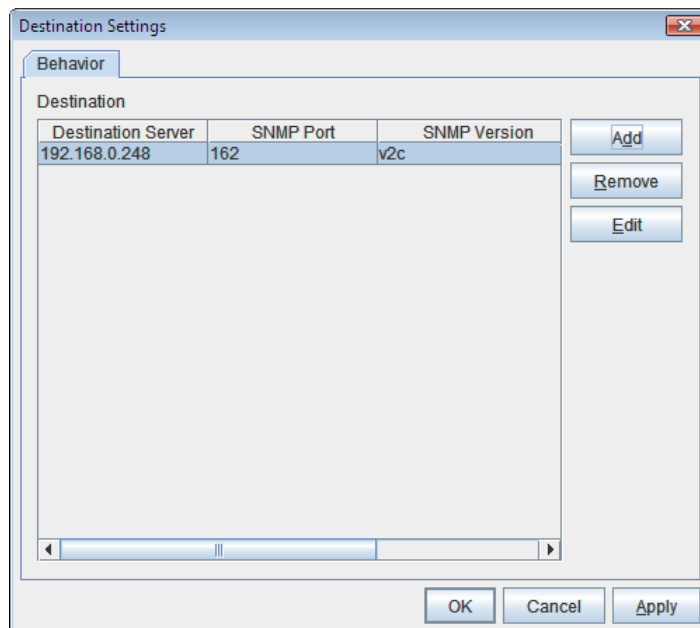 Destination Settings
Behavior
Destination
Destination Server SNMP Port SNMP Version
192.168.0.248 162 v2c
Add
Remove
Edit
OK Cancel Apply